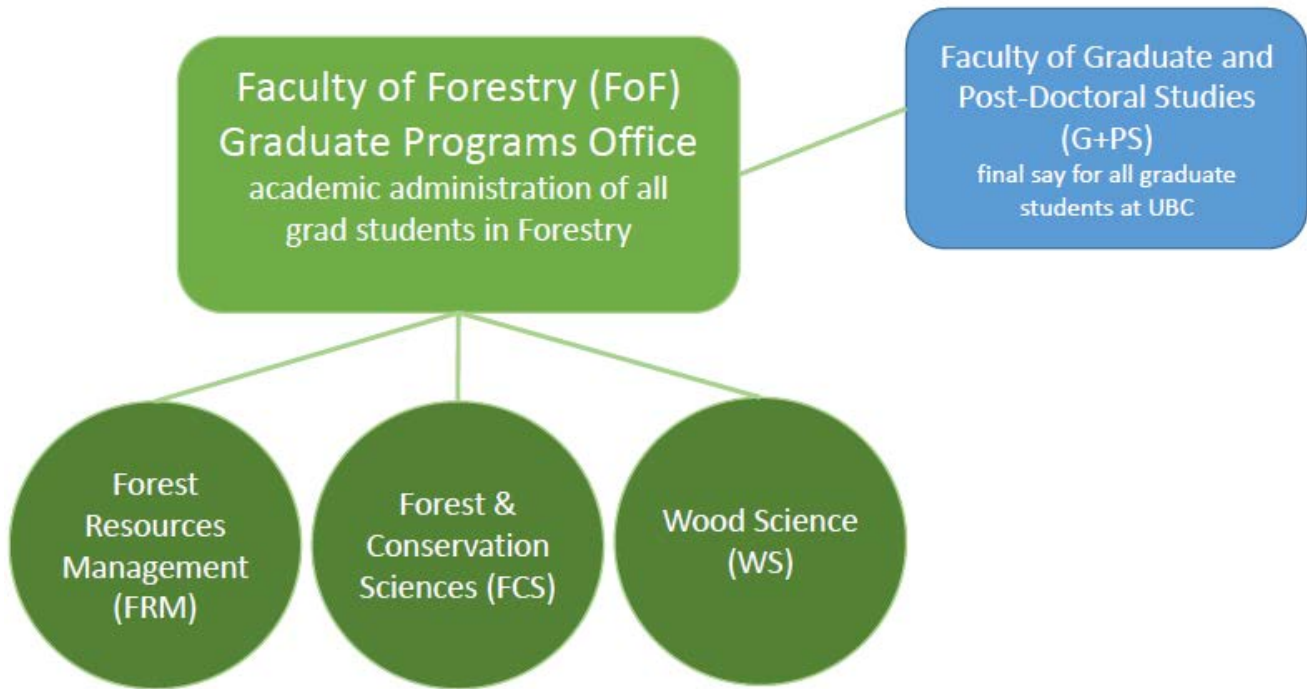 Faculty of Forestry (FoF)
Graduate Programs Office
academic administration of all
grad students in Forestry
Faculty of Graduate and
Post-Doctoral Studies
(G+PS)
final say for all graduate
students at UBC
Forest
Resources
Management
(FRM)
Forest &
Conservation
Sciences (FCS)
Wood Science
(WS)